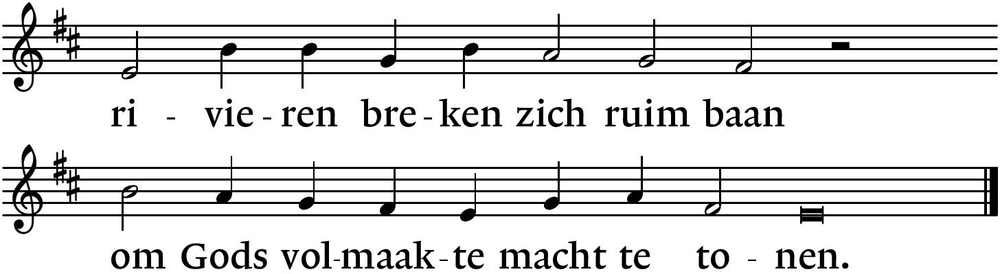 ri - vie - ren bre - ken zich ruim baan
om Gods vol - maak - te macht te to - nen.